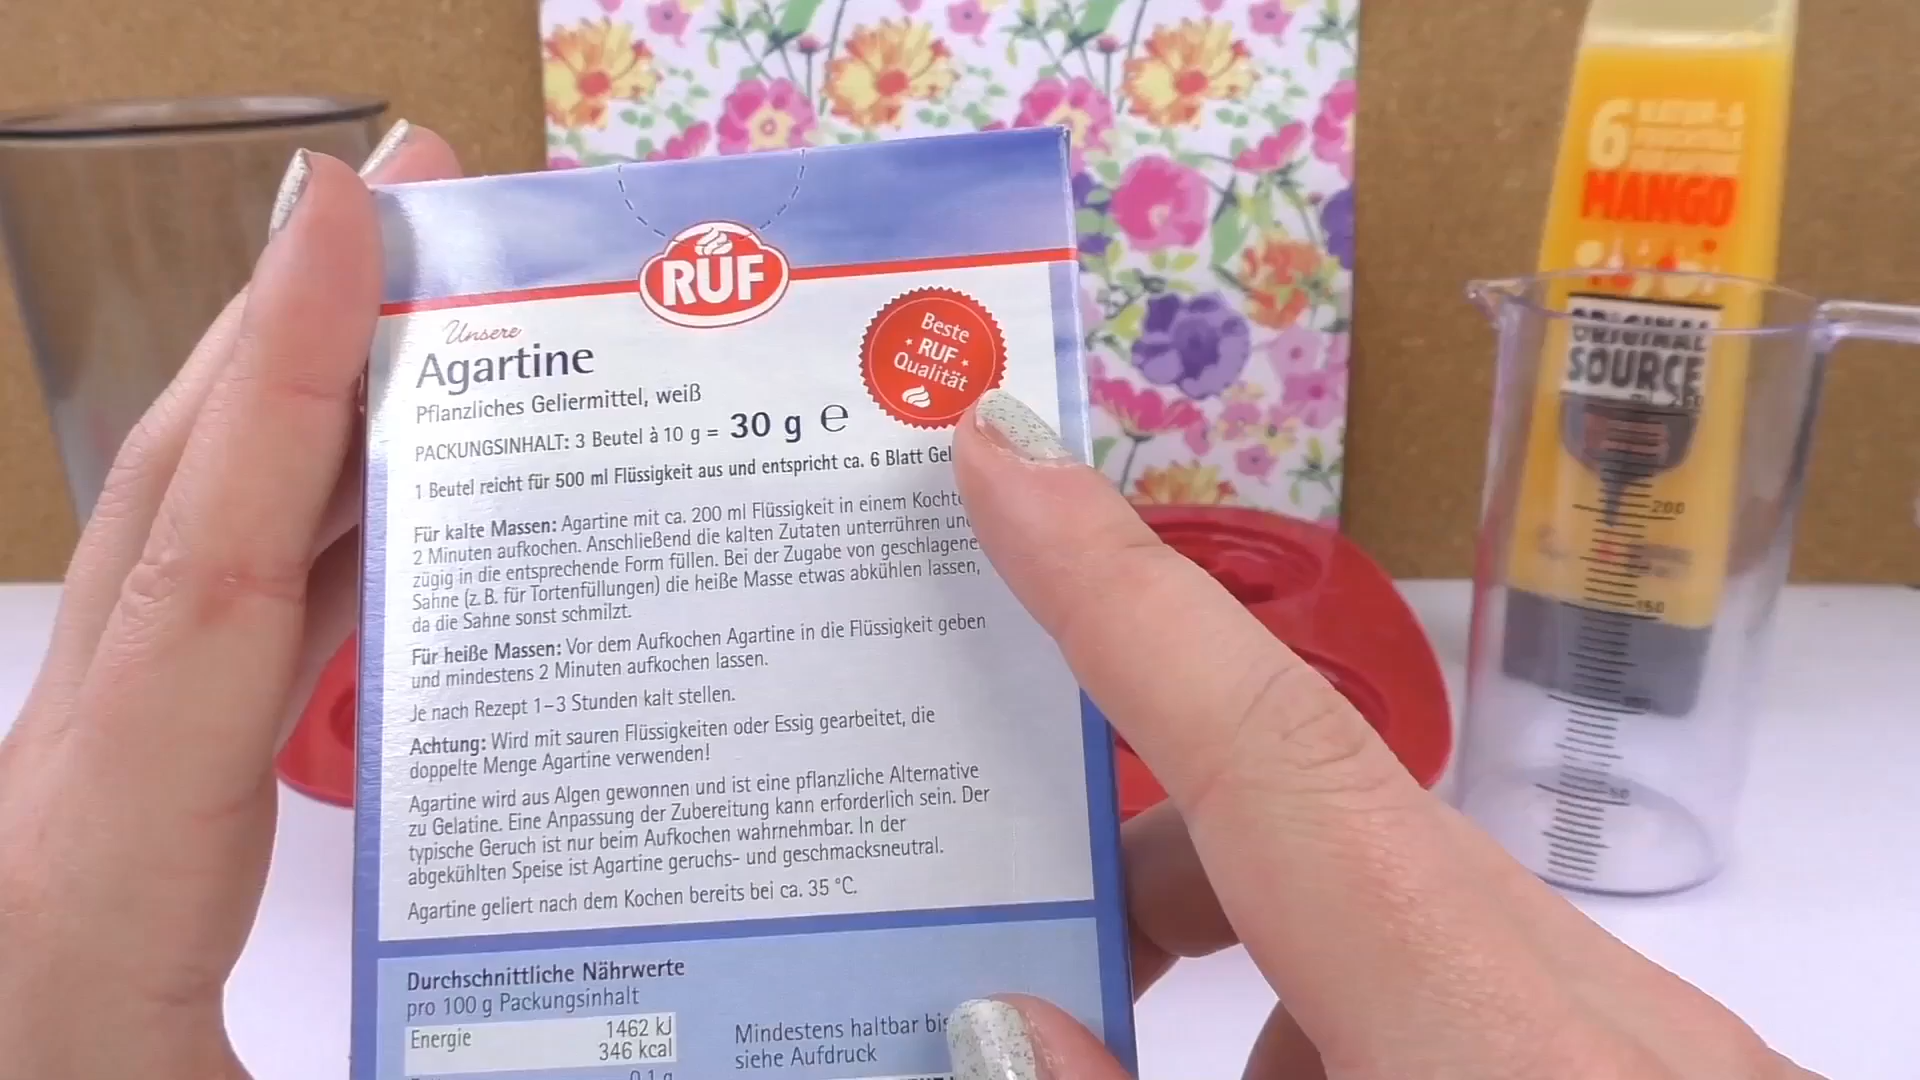 RUF
Unsere
Agartine
Pflanzliches Geliermittel, weiß
PACKUNGSINHALT: 3 Beutel à 10 g = 30 g e
Beste
RUF
Qualität
1 Beutel reicht für 500 ml Flüssigkeit aus und entspricht ca. 6 Blatt
Für kalte Massen: Agartine mit ca. 200 ml Flüssigkeit in einem
2 Minuten aufkochen. Anschließend die kalten Zutaten unterrühren
zügig in die entsprechende Form füllen. Bei der Zugabe von
Sahne (z. B. für Tortenfüllungen) die heiße Masse etwas abkühlen lassen,
da die Sahne sonst schmilzt.
Für heiße Massen: Vor dem Aufkochen Agartine in die Flüssigkeit geben
und mindestens 2 Minuten aufkochen lassen.
Je nach Rezept 1–3 Stunden kalt stellen.
Achtung: Wird mit sauren Flüssigkeiten oder Essig gearbeitet, die
doppelte Menge Agartine verwenden!
Agartine wird aus Algen gewonnen und ist eine pflanzliche Alternative
zu Gelatine. Eine Anpassung der Zubereitung kann erforderlich sein. Der
typische Geruch ist nur beim Aufkochen wahrnehmbar. In der
abgekühlten Speise ist Agartine geruchs- und geschmacksneutral.
Agartine geliert nach dem Kochen bereits bei ca. 35 °C.
Durchschnittliche Nährwerte
pro 100 g Packungsinhalt
Energie 1462 kJ
346 kcal
Mindestens haltbar
siehe Aufdruck
6
MANGO
ORIGINAL
SOURCE
200
150
50